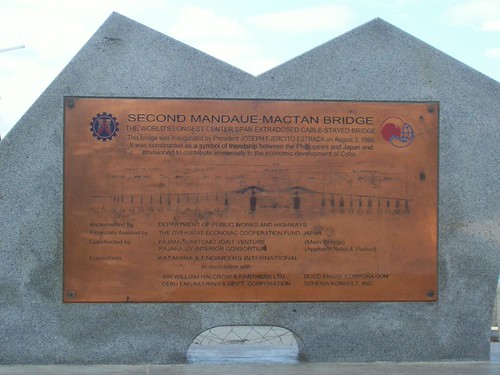 SECOND MANDAUE-MACTAN BRIDGE
THE WORLD'S LONGEST CENTER SPAN EXTRADOSED CABLE-STAYED BRIDGE
This bridge was inaugurated by President JOSEPH EJERCITO ESTRADA on August 3, 1999.
It was constructed as a symbol of friendship between the Philippines and Japan and
envisioned to contribute immensely to the economic development of Cebu.
Implemented by DEPARTMENT OF PUBLIC WORKS AND HIGHWAYS
Financially Assisted by THE OVERSEAS ECONOMIC COOPERATION FUND, JAPAN
Constructed by KAJIMA SUMITOMO JOINT VENTURE (Main Bridge)
CONSORTIUM
Consultants KATAHIRA & ENGINEERS INTERNATIONAL
In association with
SIR WILLIAM HALCROW & PARTNERS LTD. DCCD ENGG. CORPORATION
CEBU ENGINEERING & DEV'T. CORPORATION KONSULT, INC.